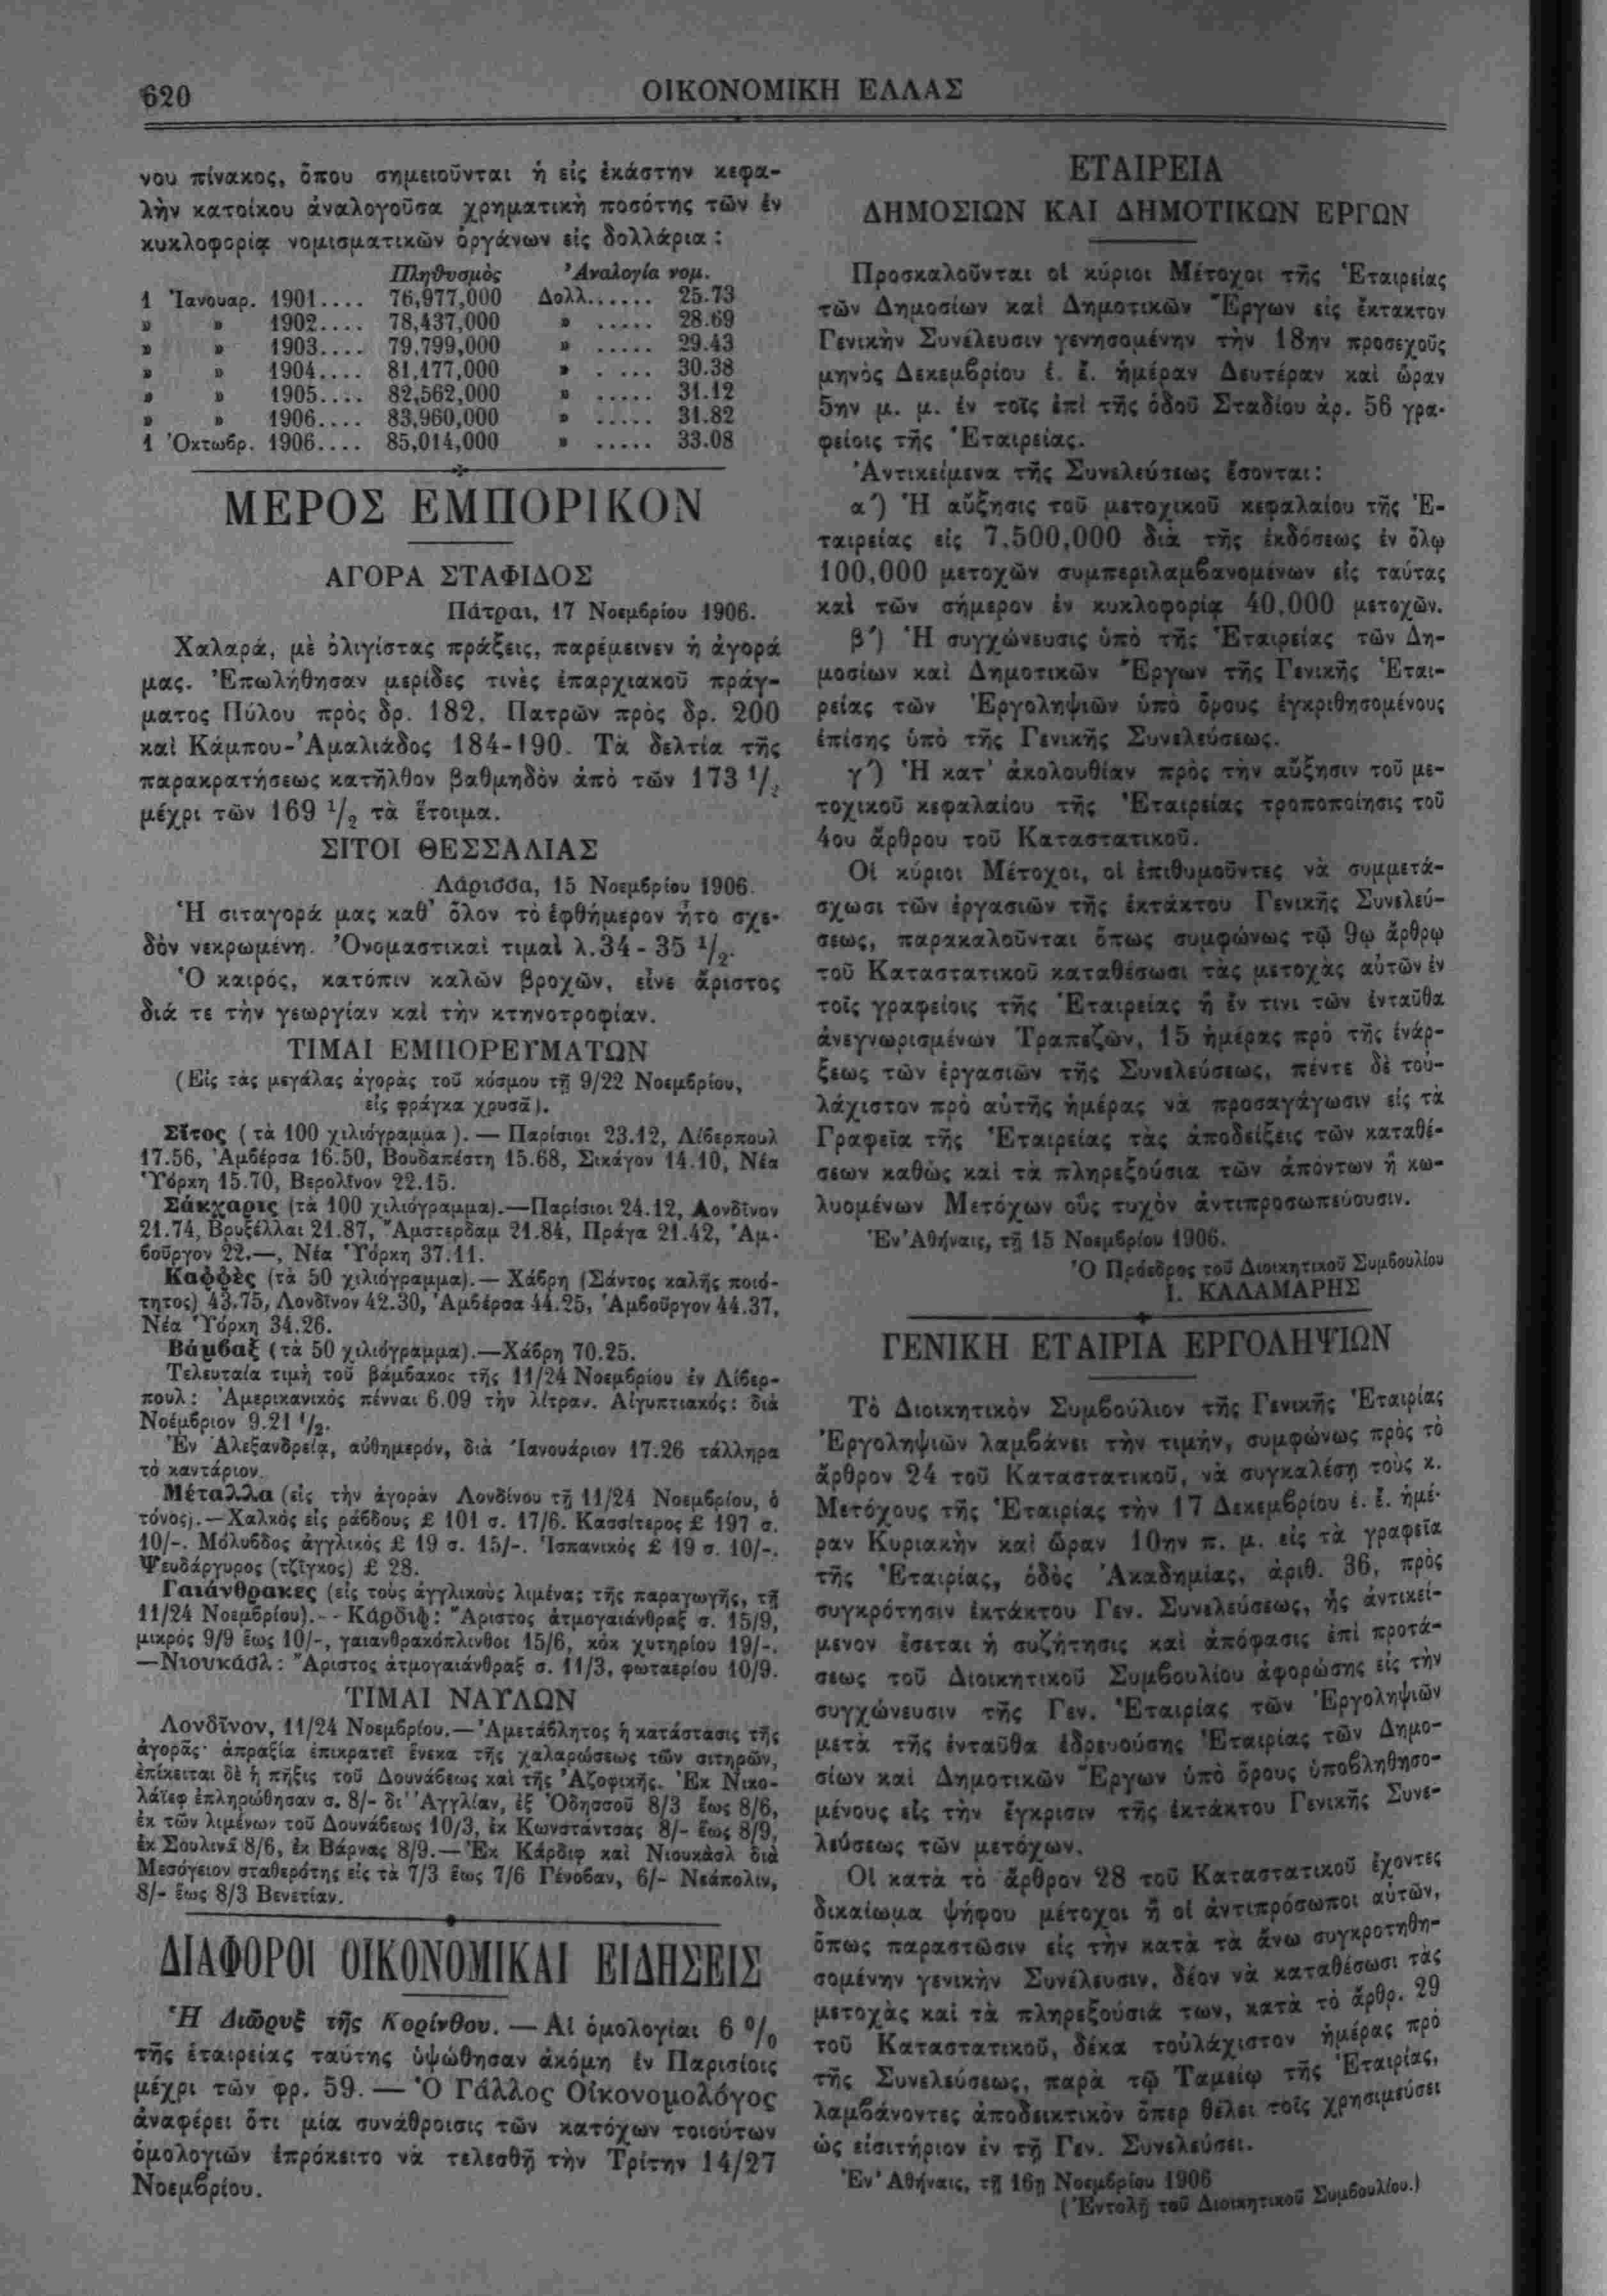 620
ΟΙΚΟΝΟΜΙΚΗ ΕΛΛΑΣ
νου πίνακος, ὅπου σημειοῦνται ἡ εἰς ἑκάστην κεφα-
λὴν κατοίκου ἀναλογοῦσα χρηματικὴ ποσότης τῶν ἐν
κυκλοφορίᾳ νομισματικῶν ὀργάνων εἰς δολλάρια :
Πληθυσμὸς Ἀναλογία νομ.
1 Ἰανουαρ. 1901.... 76,977,000 Δολλ...... 25.73
» » 1902.... 78,437,000 » ..... 28.69
» » 1903.... 79,799,000 » ..... 29.43
» » 1904.... 81,177,000 » ..... 30.38
» » 1905.... 82,562,000 » ..... 31.12
» » 1906.... 83,960,000 » ..... 31.82
1 Ὀκτωβρ. 1906.... 85,014,000 » ..... 33.08
ΜΕΡΟΣ ΕΜΠΟΡΙΚΟΝ
ΑΓΟΡΑ ΣΤΑΦΙΔΟΣ
Πάτραι, 17 Νοεμβρίου 1906.
Χαλαρά, μὲ ὀλιγίστας πράξεις, παρέμεινεν ἡ ἀγορά
μας. Ἐπωλήθησαν μερίδες τινὲς ἐπαρχιακοῦ πράγ-
ματος Πύλου πρὸς δρ. 182, Πατρῶν πρὸς δρ. 200
καὶ Κάμπου-Ἀμαλιάδος 184-190. Τὰ δελτία τῆς
παρακρατήσεως κατῆλθον βαθμηδὸν ἀπὸ τῶν 173 1/2
μέχρι τῶν 169 1/2 τὰ ἕτοιμα.
ΣΙΤΟΙ ΘΕΣΣΑΛΙΑΣ
Λάρισσα, 15 Νοεμβρίου 1906.
Ἡ σιταγορά μας καθ' ὅλον τὸ ἑφθήμερον ἦτο σχε-
δὸν νεκρωμένη. Ὀνομαστικαὶ τιμαὶ λ.34 - 35 1/2.
Ὁ καιρός, κατόπιν καλῶν βροχῶν, εἶνε ἄριστος
διά τε τὴν γεωργίαν καὶ τὴν κτηνοτροφίαν.
ΤΙΜΑΙ ΕΜΠΟΡΕΥΜΑΤΩΝ
(Εἰς τὰς μεγάλας ἀγορὰς τοῦ κόσμου τῇ 9/22 Νοεμβρίου,
εἰς φράγκα χρυσᾶ).
Σῖτος (τὰ 100 χιλιόγραμμα). — Παρίσιοι 23.12, Λίβερπουλ
17.56, Ἀμβέρσα 16.50, Βουδαπέστη 15.68, Σικάγον 14.10, Νέα
Ὑόρκη 15.70, Βερολῖνον 22.15.
Σάκχαρις (τὰ 100 χιλιόγραμμα).—Παρίσιοι 24.12, Λονδῖνον
21.74, Βρυξέλλαι 21.87, Ἄμστερδαμ 21.84, Πράγα 21.42, Ἀμ-
βοῦργον 22.—, Νέα Ὑόρκη 37.11.
Καφφὲς (τὰ 50 χιλιόγραμμα).— Χάβρη (Σάντος καλῆς ποιό-
τητος) 43.75, Λονδῖνον 42.30, Ἀμβέρσα 44.25, Ἀμβοῦργον 44.37,
Νέα Ὑόρκη 34.26.
Βάμβαξ (τὰ 50 χιλιόγραμμα).—Χάβρη 70.25.
Τελευταία τιμὴ τοῦ βάμβακος τῆς 11/24 Νοεμβρίου ἐν Λίβερ-
πουλ : Ἀμερικανικὸς πένναι 6.09 τὴν λίτραν. Αἰγυπτιακός: διὰ
Νοέμβριον 9.21 1/2.
Ἐν Ἀλεξανδρείᾳ, αὐθημερόν, διὰ Ἰανουάριον 17.26 τάλληρα
τὸ καντάριον.
Μέταλλα (εἰς τὴν ἀγορὰν Λονδίνου τῇ 11/24 Νοεμβρίου, ὁ
τόνος).—Χαλκὸς εἰς ράβδους £ 101 σ. 17/6. Κασσίτερος £ 197 σ.
10/-. Μόλυβδος ἀγγλικὸς £ 19 σ. 15/-. Ἰσπανικὸς £ 19 σ. 10/-.
Ψευδάργυρος (τζῖγκος) £ 28.
Γαιάνθρακες (εἰς τοὺς ἀγγλικοὺς λιμένας τῆς παραγωγῆς, τῇ
11/24 Νοεμβρίου).-- Κάρδιφ: Ἄριστος ἀτμογαιάνθραξ σ. 15/9,
μικρὸς 9/9 ἕως 10/-, γαιανθρακόπλινθοι 15/6, κὸκ χυτηρίου 19/-.
—Νιουκάσλ: Ἄριστος ἀτμογαιάνθραξ σ. 11/3, φωταερίου 10/9.
ΤΙΜΑΙ ΝΑΥΛΩΝ
Λονδῖνον, 11/24 Νοεμβρίου.—Ἀμετάβλητος ἡ κατάστασις τῆς
ἀγορᾶς· ἀπραξία ἐπικρατεῖ ἕνεκα τῆς χαλαρώσεως τῶν σιτηρῶν,
ἐπίκειται δὲ ἡ πῆξις τοῦ Δουνάβεως καὶ τῆς Ἀζοφικῆς. Ἐκ Νικο-
λάϊεφ ἐπληρώθησαν σ. 8/- δι' Ἀγγλίαν, ἐξ Ὀδησσοῦ 8/3 ἕως 8/6,
ἐκ τῶν λιμένων τοῦ Δουνάβεως 10/3, ἐκ Κωνστάντσας 8/- ἕως 8/9,
ἐκ Σουλινᾶ 8/6, ἐκ Βάρνας 8/9.—Ἐκ Κάρδιφ καὶ Νιουκάσλ διὰ
Μεσόγειον σταθερότης εἰς τὰ 7/3 ἕως 7/6 Γένοβαν, 6/- Νεάπολιν,
8/- ἕως 8/3 Βενετίαν.
ΔΙΑΦΟΡΟΙ ΟΙΚΟΝΟΜΙΚΑΙ ΕΙΔΗΣΕΙΣ
Ἡ Διῶρυξ τῆς Κορίνθου. — Αἱ ὁμολογίαι 6 0/0
τῆς ἑταιρείας ταύτης ὑψώθησαν ἀκόμη ἐν Παρισίοις
μέχρι τῶν φρ. 59. — Ὁ Γάλλος Οἰκονομολόγος
ἀναφέρει ὅτι μία συνάθροισις τῶν κατόχων τοιούτων
ὁμολογιῶν ἐπρόκειτο νὰ τελεσθῇ τὴν Τρίτην 14/27
Νοεμβρίου.
ΕΤΑΙΡΕΙΑ
ΔΗΜΟΣΙΩΝ ΚΑΙ ΔΗΜΟΤΙΚΩΝ ΕΡΓΩΝ
Προσκαλοῦνται οἱ κύριοι Μέτοχοι τῆς Ἑταιρείας
τῶν Δημοσίων καὶ Δημοτικῶν Ἔργων εἰς ἔκτακτον
Γενικὴν Συνέλευσιν γενησομένην τὴν 18ην προσεχοῦς
μηνὸς Δεκεμβρίου ἐ. ἔ. ἡμέραν Δευτέραν καὶ ὥραν
5ην μ. μ. ἐν τοῖς ἐπὶ τῆς ὁδοῦ Σταδίου ἀρ. 56 γρα-
φείοις τῆς Ἑταιρείας.
Ἀντικείμενα τῆς Συνελεύσεως ἔσονται:
α΄) Ἡ αὔξησις τοῦ μετοχικοῦ κεφαλαίου τῆς Ἑ-
ταιρείας εἰς 7.500,000 διὰ τῆς ἐκδόσεως ἐν ὅλῳ
100,000 μετοχῶν συμπεριλαμβανομένων εἰς ταύτας
καὶ τῶν σήμερον ἐν κυκλοφορίᾳ 40,000 μετοχῶν.
β΄) Ἡ συγχώνευσις ὑπὸ τῆς Ἑταιρείας τῶν Δη-
μοσίων καὶ Δημοτικῶν Ἔργων τῆς Γενικῆς Ἑται-
ρείας τῶν Ἐργοληψιῶν ὑπὸ ὅρους ἐγκριθησομένους
ἐπίσης ὑπὸ τῆς Γενικῆς Συνελεύσεως.
γ΄) Ἡ κατ' ἀκολουθίαν πρὸς τὴν αὔξησιν τοῦ με-
τοχικοῦ κεφαλαίου τῆς Ἑταιρείας τροποποίησις τοῦ
4ου ἄρθρου τοῦ Καταστατικοῦ.
Οἱ κύριοι Μέτοχοι, οἱ ἐπιθυμοῦντες νὰ συμμετά-
σχωσι τῶν ἐργασιῶν τῆς ἐκτάκτου Γενικῆς Συνελεύ-
σεως, παρακαλοῦνται ὅπως συμφώνως τῷ 9ῳ ἄρθρῳ
τοῦ Καταστατικοῦ καταθέσωσι τὰς μετοχὰς αὐτῶν ἐν
τοῖς γραφείοις τῆς Ἑταιρείας ἢ ἔν τινι τῶν ἐνταῦθα
ἀνεγνωρισμένων Τραπεζῶν, 15 ἡμέρας πρὸ τῆς ἐνάρ-
ξεως τῶν ἐργασιῶν τῆς Συνελεύσεως, πέντε δὲ τοὐ-
λάχιστον πρὸ αὐτῆς ἡμέρας νὰ προσαγάγωσιν εἰς τὰ
Γραφεῖα τῆς Ἑταιρείας τὰς ἀποδείξεις τῶν καταθέ-
σεων καθὼς καὶ τὰ πληρεξούσια τῶν ἀπόντων ἢ κω-
λυομένων Μετόχων οὓς τυχὸν ἀντιπροσωπεύουσιν.
Ἐν Ἀθήναις, τῇ 15 Νοεμβρίου 1906.
Ὁ Πρόεδρος τοῦ Διοικητικοῦ Συμβουλίου
Ι. ΚΑΛΑΜΑΡΗΣ
ΓΕΝΙΚΗ ΕΤΑΙΡΙΑ ΕΡΓΟΛΗΨΙΩΝ
Τὸ Διοικητικὸν Συμβούλιον τῆς Γενικῆς Ἑταιρίας
Ἐργοληψιῶν λαμβάνει τὴν τιμήν, συμφώνως πρὸς τὸ
ἄρθρον 24 τοῦ Καταστατικοῦ, νὰ συγκαλέσῃ τοὺς κ.
Μετόχους τῆς Ἑταιρίας τὴν 17 Δεκεμβρίου ἐ. ἔ. ἡμέ-
ραν Κυριακὴν καὶ ὥραν 10ην π. μ. εἰς τὰ γραφεῖα
τῆς Ἑταιρίας, ὁδὸς Ἀκαδημίας, ἀριθ. 36, πρὸς
συγκρότησιν ἐκτάκτου Γεν. Συνελεύσεως, ἧς ἀντικεί-
μενον ἔσεται ἡ συζήτησις καὶ ἀπόφασις ἐπὶ προτά-
σεως τοῦ Διοικητικοῦ Συμβουλίου ἀφορώσης εἰς τὴν
συγχώνευσιν τῆς Γεν. Ἑταιρίας τῶν Ἐργοληψιῶν
μετὰ τῆς ἐνταῦθα ἑδρευούσης Ἑταιρίας τῶν Δημο-
σίων καὶ Δημοτικῶν Ἔργων ὑπὸ ὅρους ὑποβληθησο-
μένους εἰς τὴν ἔγκρισιν τῆς ἐκτάκτου Γενικῆς Συνε-
λεύσεως τῶν μετόχων.
Οἱ κατὰ τὸ ἄρθρον 28 τοῦ Καταστατικοῦ ἔχοντες
δικαίωμα ψήφου μέτοχοι ἢ οἱ ἀντιπρόσωποι αὐτῶν,
ὅπως παραστῶσιν εἰς τὴν κατὰ τὰ ἄνω συγκροτηθη-
σομένην γενικὴν Συνέλευσιν, δέον νὰ καταθέσωσι τὰς
μετοχὰς καὶ τὰ πληρεξούσιά των, κατὰ τὸ ἄρθρ. 29
τοῦ Καταστατικοῦ, δέκα τοὐλάχιστον ἡμέρας πρὸ
τῆς Συνελεύσεως, παρὰ τῷ Ταμείῳ τῆς Ἑταιρίας,
λαμβάνοντες ἀποδεικτικὸν ὅπερ θέλει τοῖς χρησιμεύσει
ὡς εἰσιτήριον ἐν τῇ Γεν. Συνελεύσει.
Ἐν Ἀθήναις, τῇ 16ῃ Νοεμβρίου 1906
(Ἐντολῇ τοῦ Διοικητικοῦ Συμβουλίου.)